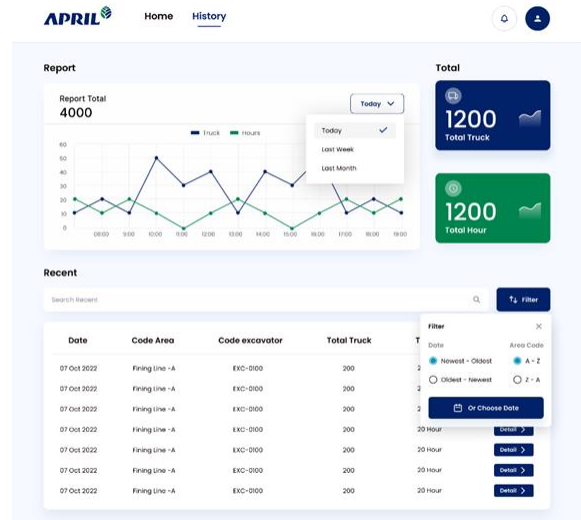 APRIL Home History
Report
Total
Report Total
4000
Today
Today
Last Week
Last Month
Truck Hours
60
50
40
30
20
10
0
08:00 9:00 10:00 11:00 12:00 13:00 14:00 15:00 16:00 17:00 18:00 19:00
1200
Total Truck
1200
Total Hour
Recent
Search Recent
Filter
Filter
Date Area Code
Newest - Oldest A - Z
Oldest - Newest Z - A
Or Choose Date
Date Code Area Code excavator Total Truck T
07 Oct 2022 Fining Line -A EXC-0100 200 2
07 Oct 2022 Fining Line -A EXC-0100 200 2
07 Oct 2022 Fining Line -A EXC-0100 200 2
07 Oct 2022 Fining Line -A EXC-0100 200 20 Hour Detail
07 Oct 2022 Fining Line -A EXC-0100 200 20 Hour Detail
07 Oct 2022 Fining Line -A EXC-0100 200 20 Hour Detail
07 Oct 2022 Fining Line -A EXC-0100 200 20 Hour Detail